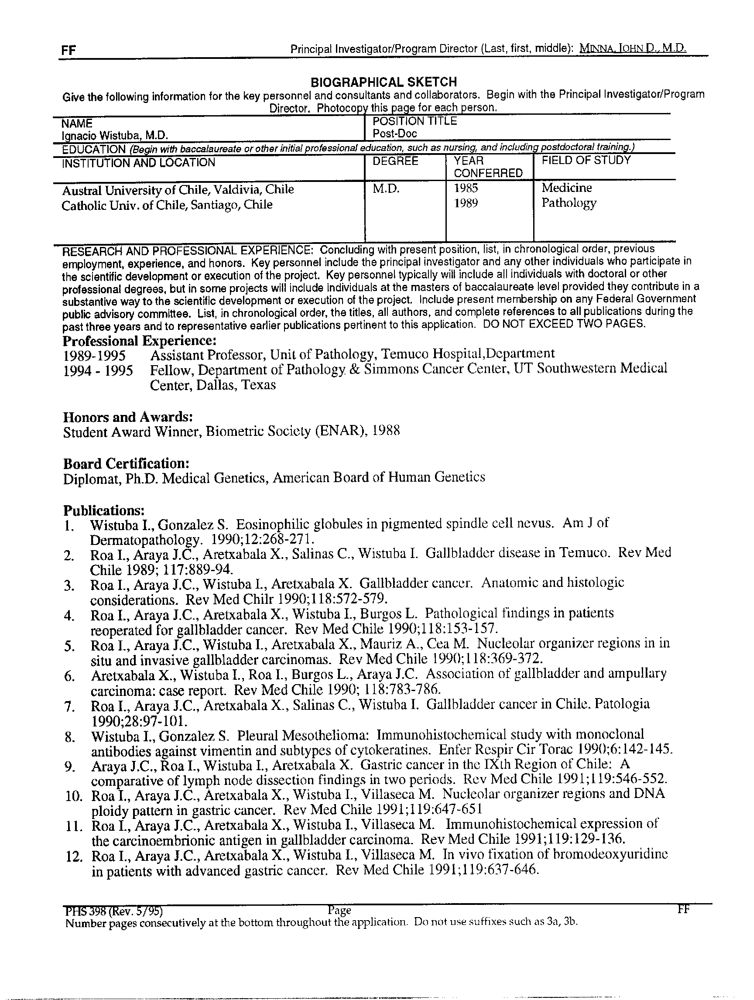 FF Principal Investigator/Program Director (Last, first, middle): MINNA, JOHN D., M.D.
BIOGRAPHICAL SKETCH
Give the following information for the key personnel and consultants and collaborators. Begin with the Principal Investigator/Program
Director. Photocopy this page for each person.
NAME POSITION TITLE
Ignacio Wistuba, M.D. Post-Doc
EDUCATION (Begin with baccalaureate or other initial professional education, such as nursing, and including postdoctoral training.)
INSTITUTION AND LOCATION DEGREE YEAR FIELD OF STUDY
CONFERRED
Austral University of Chile, Valdivia, Chile M.D. 1985 Medicine
Catholic Univ. of Chile, Santiago, Chile 1989 Pathology
RESEARCH AND PROFESSIONAL EXPERIENCE: Concluding with present position, list, in chronological order, previous
employment, experience, and honors. Key personnel include the principal investigator and any other individuals who participate in
the scientific development or execution of the project. Key personnel typically will include all individuals with doctoral or other
professional degrees, but in some projects will include individuals at the masters of baccalaureate level provided they contribute in a
substantive way to the scientific development or execution of the project. Include present membership on any Federal Government
public advisory committee. List, in chronological order, the titles, all authors, and complete references to all publications during the
past three years and to representative earlier publications pertinent to this application. DO NOT EXCEED TWO PAGES.
Professional Experience:
1989-1995 Assistant Professor, Unit of Pathology, Temuco Hospital,Department
1994 - 1995 Fellow, Department of Pathology & Simmons Cancer Center, UT Southwestern Medical
Center, Dallas, Texas
Honors and Awards:
Student Award Winner, Biometric Society (ENAR), 1988
Board Certification:
Diplomat, Ph.D. Medical Genetics, American Board of Human Genetics
Publications:
1. Wistuba I., Gonzalez S. Eosinophilic globules in pigmented spindle cell nevus. Am J of
Dermatopathology. 1990;12:268-271.
2. Roa I., Araya J.C., Aretxabala X., Salinas C., Wistuba I. Gallbladder disease in Temuco. Rev Med
Chile 1989; 117:889-94.
3. Roa I., Araya J.C., Wistuba I., Aretxabala X. Gallbladder cancer. Anatomic and histologic
considerations. Rev Med Chilr 1990;118:572-579.
4. Roa I., Araya J.C., Aretxabala X., Wistuba I., Burgos L. Pathological findings in patients
reoperated for gallbladder cancer. Rev Med Chile 1990;118:153-157.
5. Roa I., Araya J.C., Wistuba I., Aretxabala X., Mauriz A., Cea M. Nucleolar organizer regions in in
situ and invasive gallbladder carcinomas. Rev Med Chile 1990;118:369-372.
6. Aretxabala X., Wistuba I., Roa I., Burgos L., Araya J.C. Association of gallbladder and ampullary
carcinoma: case report. Rev Med Chile 1990; 118:783-786.
7. Roa I., Araya J.C., Aretxabala X., Salinas C., Wistuba I. Gallbladder cancer in Chile. Patologia
1990;28:97-101.
8. Wistuba I., Gonzalez S. Pleural Mesothelioma: Immunohistochemical study with monoclonal
antibodies against vimentin and subtypes of cytokeratines. Enfer Respir Cir Torac 1990;6:142-145.
9. Araya J.C., Roa I., Wistuba I., Aretxabala X. Gastric cancer in the IXth Region of Chile: A
comparative of lymph node dissection findings in two periods. Rev Med Chile 1991;119:546-552.
10. Roa I., Araya J.C., Aretxabala X., Wistuba I., Villaseca M. Nucleolar organizer regions and DNA
ploidy pattern in gastric cancer. Rev Med Chile 1991;119:647-651
11. Roa I., Araya J.C., Aretxabala X., Wistuba I., Villaseca M. Immunohistochemical expression of
the carcinoembrionic antigen in gallbladder carcinoma. Rev Med Chile 1991;119:129-136.
12. Roa I., Araya J.C., Aretxabala X., Wistuba I., Villaseca M. In vivo fixation of bromodeoxyuridine
in patients with advanced gastric cancer. Rev Med Chile 1991;119:637-646.
PHS 398 (Rev. 5/95) Page FF
Number pages consecutively at the bottom throughout the application. Do not use suffixes such as 3a, 3b.